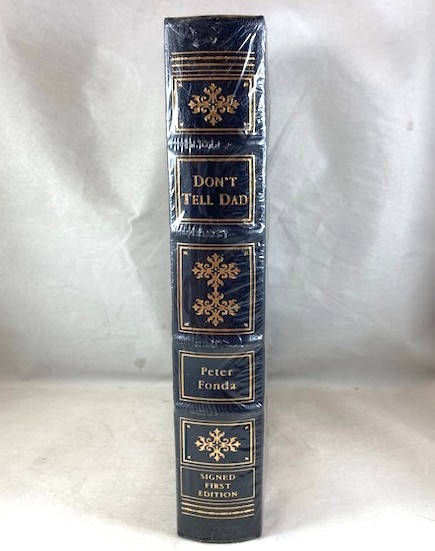 DON'T
TELL DAD
Peter
Fonda
SIGNED
FIRST
EDITION